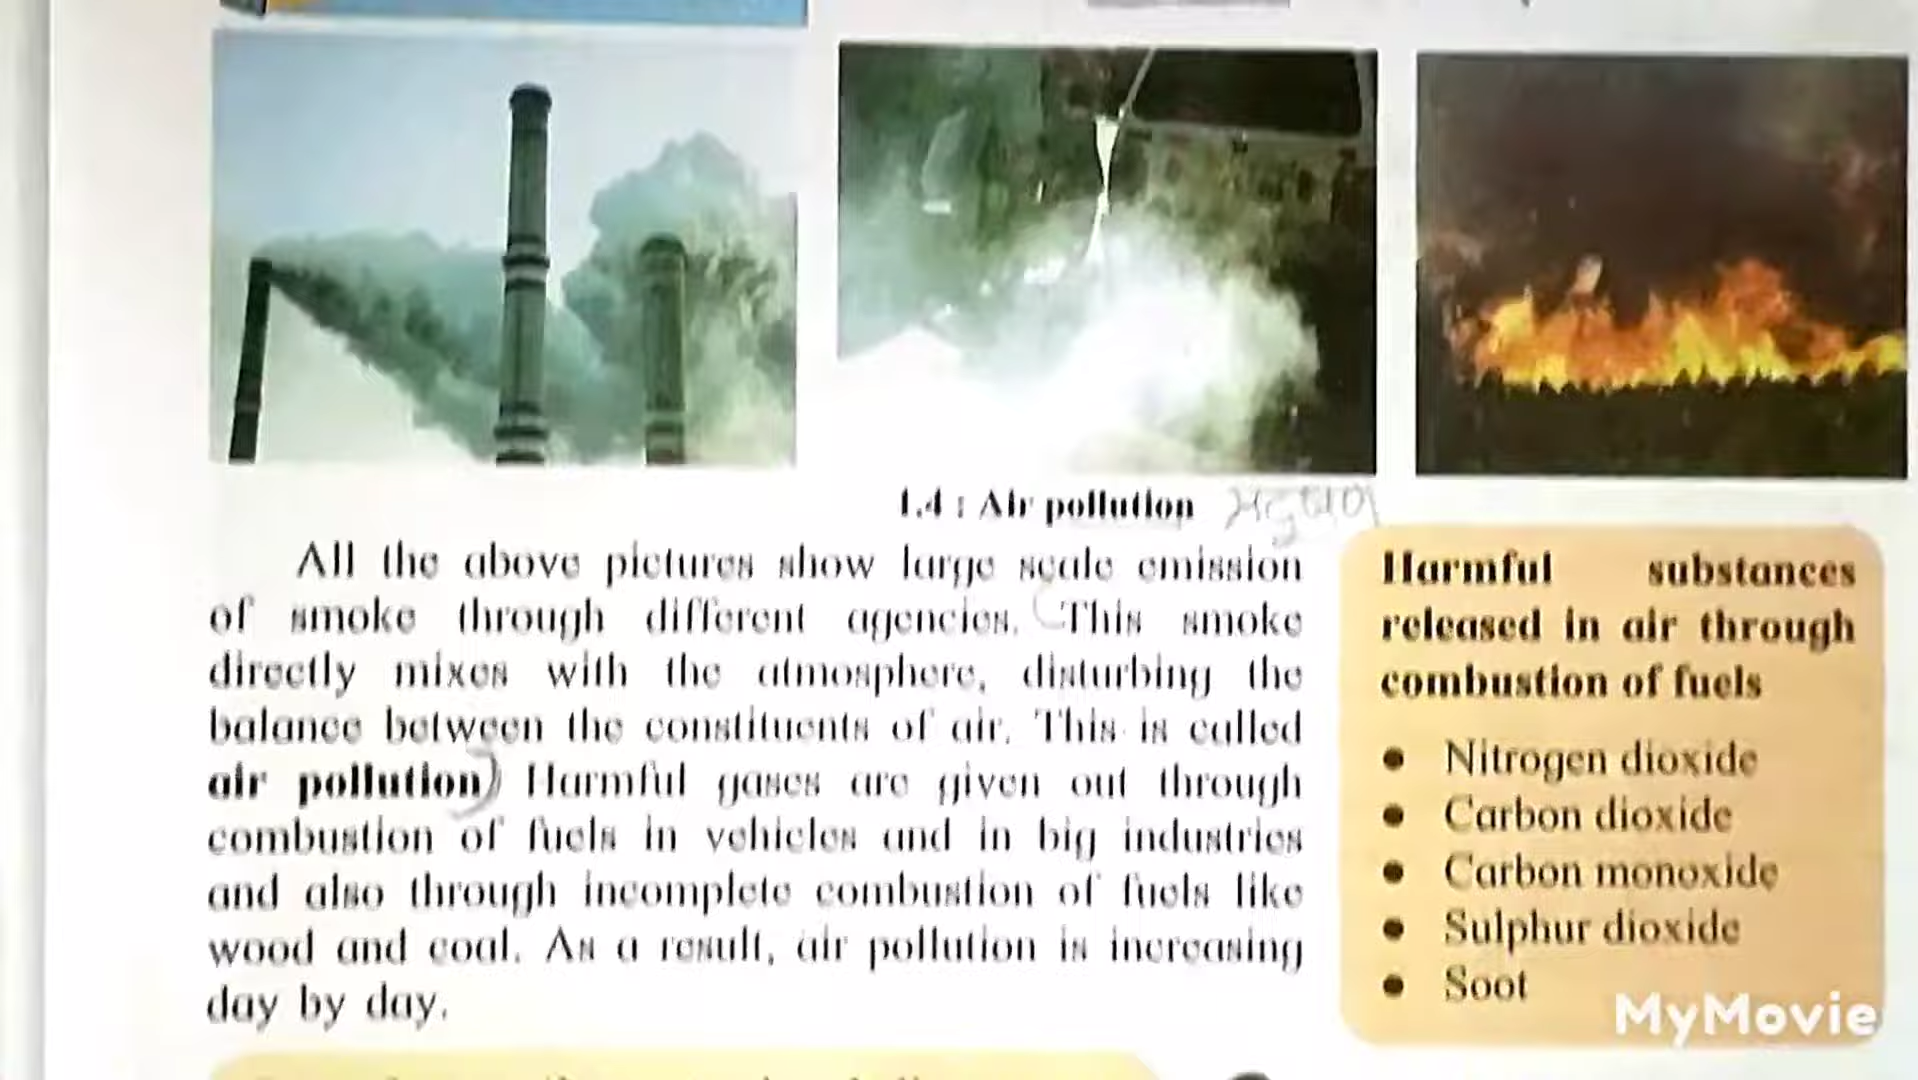 1.4 : Air pollution
All the above pictures show large scale emission
of smoke through different agencies. This smoke
directly mixes with the atmosphere, disturbing the
balance between the constituents of air. This is called
air pollution) Harmful gases are given out through
combustion of fuels in vehicles and in big industries
and also through incomplete combustion of fuels like
wood and coal. As a result, air pollution is increasing
day by day.
Harmful substances
released in air through
combustion of fuels
• Nitrogen dioxide
• Carbon dioxide
• Carbon monoxide
• Sulphur dioxide
• Soot
MyMovie